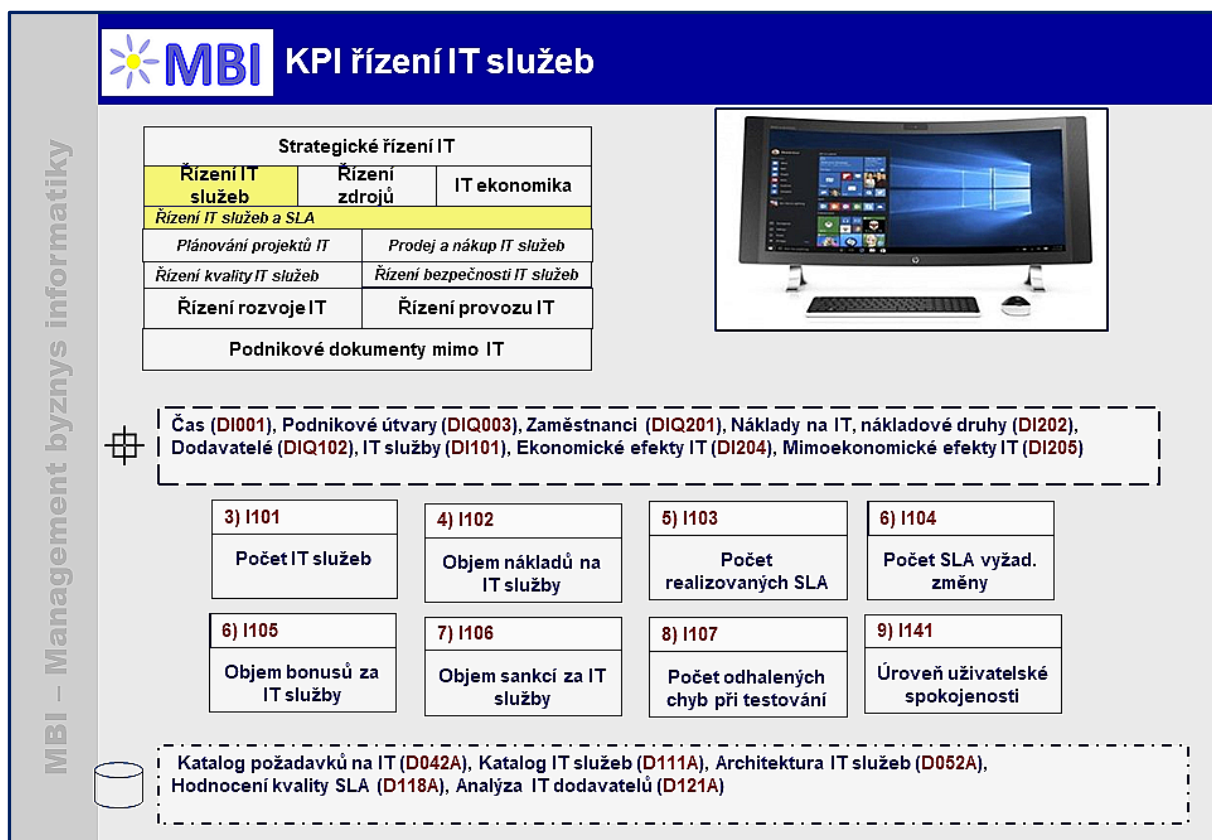 MBI
KPI řízení IT služeb
MBI – Management byznys informatiky
Strategické řízení IT
Řízení IT
služeb
Řízení
zdrojů
IT ekonomika
Řízení IT služeb a SLA
Plánování projektů IT
Prodej a nákup IT služeb
Řízení kvality IT služeb
Řízení bezpečnosti IT služeb
Řízení rozvoje IT
Řízení provozu IT
Podnikové dokumenty mimo IT
Čas (DI001), Podnikové útvary (DIQ003), Zaměstnanci (DIQ201), Náklady na IT, nákladové druhy (DI202),
Dodavatelé (DIQ102), IT služby (DI101), Ekonomické efekty IT (DI204), Mimoekonomické efekty IT (DI205)
3) I101
Počet IT služeb
4) I102
Objem nákladů na
IT služby
5) I103
Počet
realizovaných SLA
6) I104
Počet SLA vyžad.
změny
6) I105
Objem bonusů za
IT služby
7) I106
Objem sankcí za IT
služby
8) I107
Počet odhalených
chyb při testování
9) I141
Úroveň uživatelské
spokojenosti
Katalog požadavků na IT (D042A), Katalog IT služeb (D111A), Architektura IT služeb (D052A),
Hodnocení kvality SLA (D118A), Analýza IT dodavatelů (D121A)